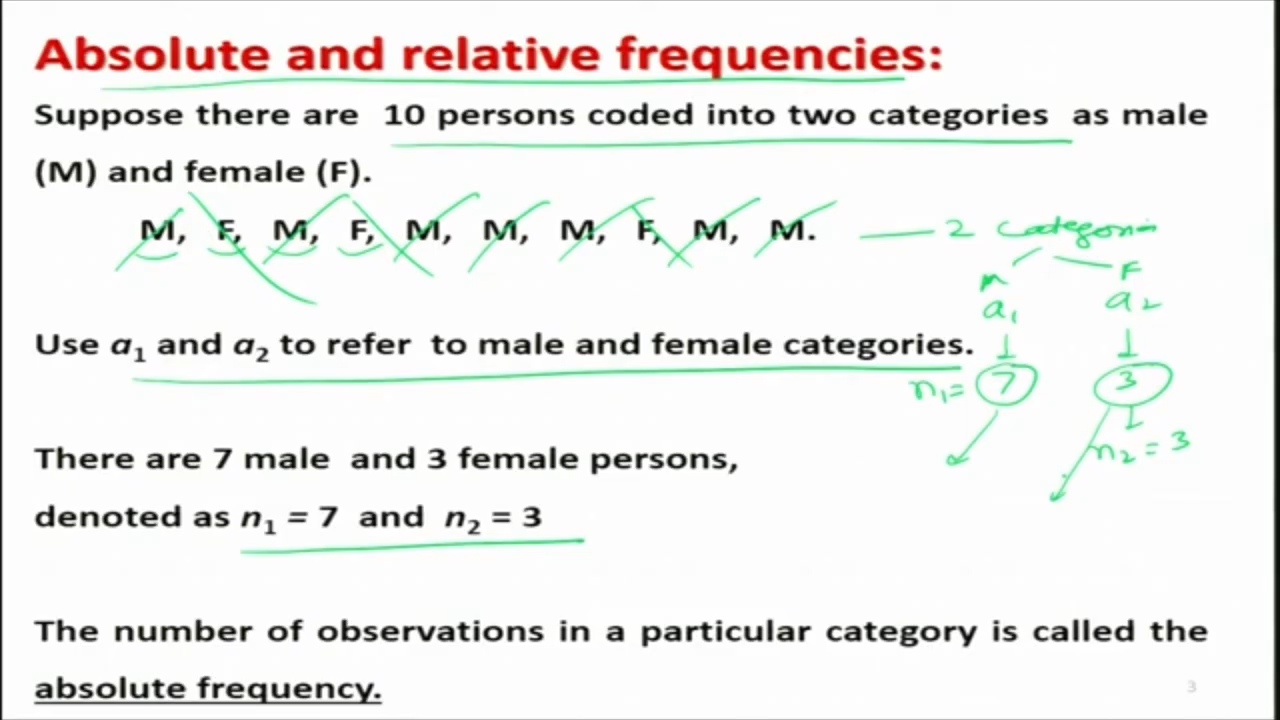 Absolute and relative frequencies:
Suppose there are 10 persons coded into two categories as male
(M) and female (F).
M, F, M, F, M, M, M, F, M, M.
2 categories
M F
a₁ a₂
Use a₁ and a₂ to refer to male and female categories.
n₁= 7 3
n₂ = 3
There are 7 male and 3 female persons,
denoted as n₁ = 7 and n₂ = 3
The number of observations in a particular category is called the
absolute frequency.
3